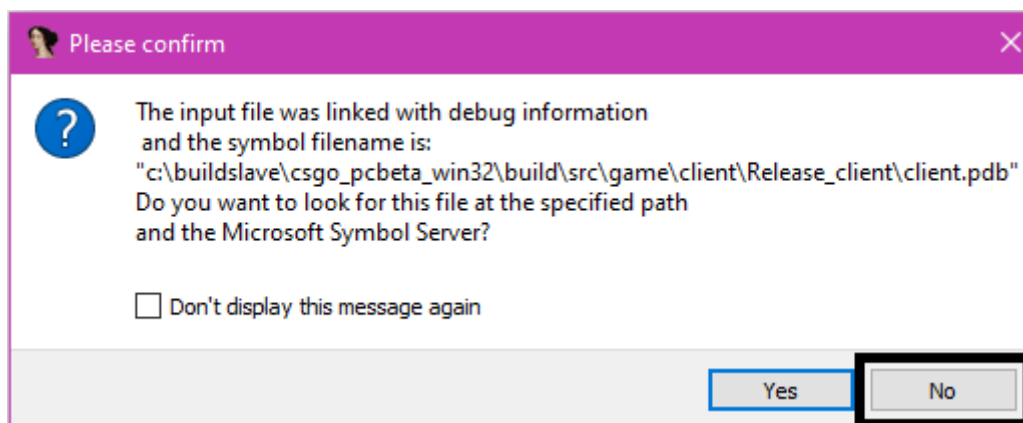 Please confirm
The input file was linked with debug information
and the symbol filename is:
"c:\buildslave\csgo_pcbeta_win32\build\src\game\client\Release_client\client.pdb"
Do you want to look for this file at the specified path
and the Microsoft Symbol Server?
Don't display this message again
Yes No